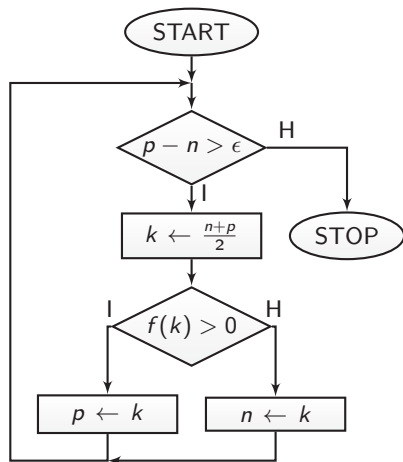 START
p − n > ϵ
H
I
k ← n+p/2
STOP
I
f(k) > 0
H
p ← k
n ← k